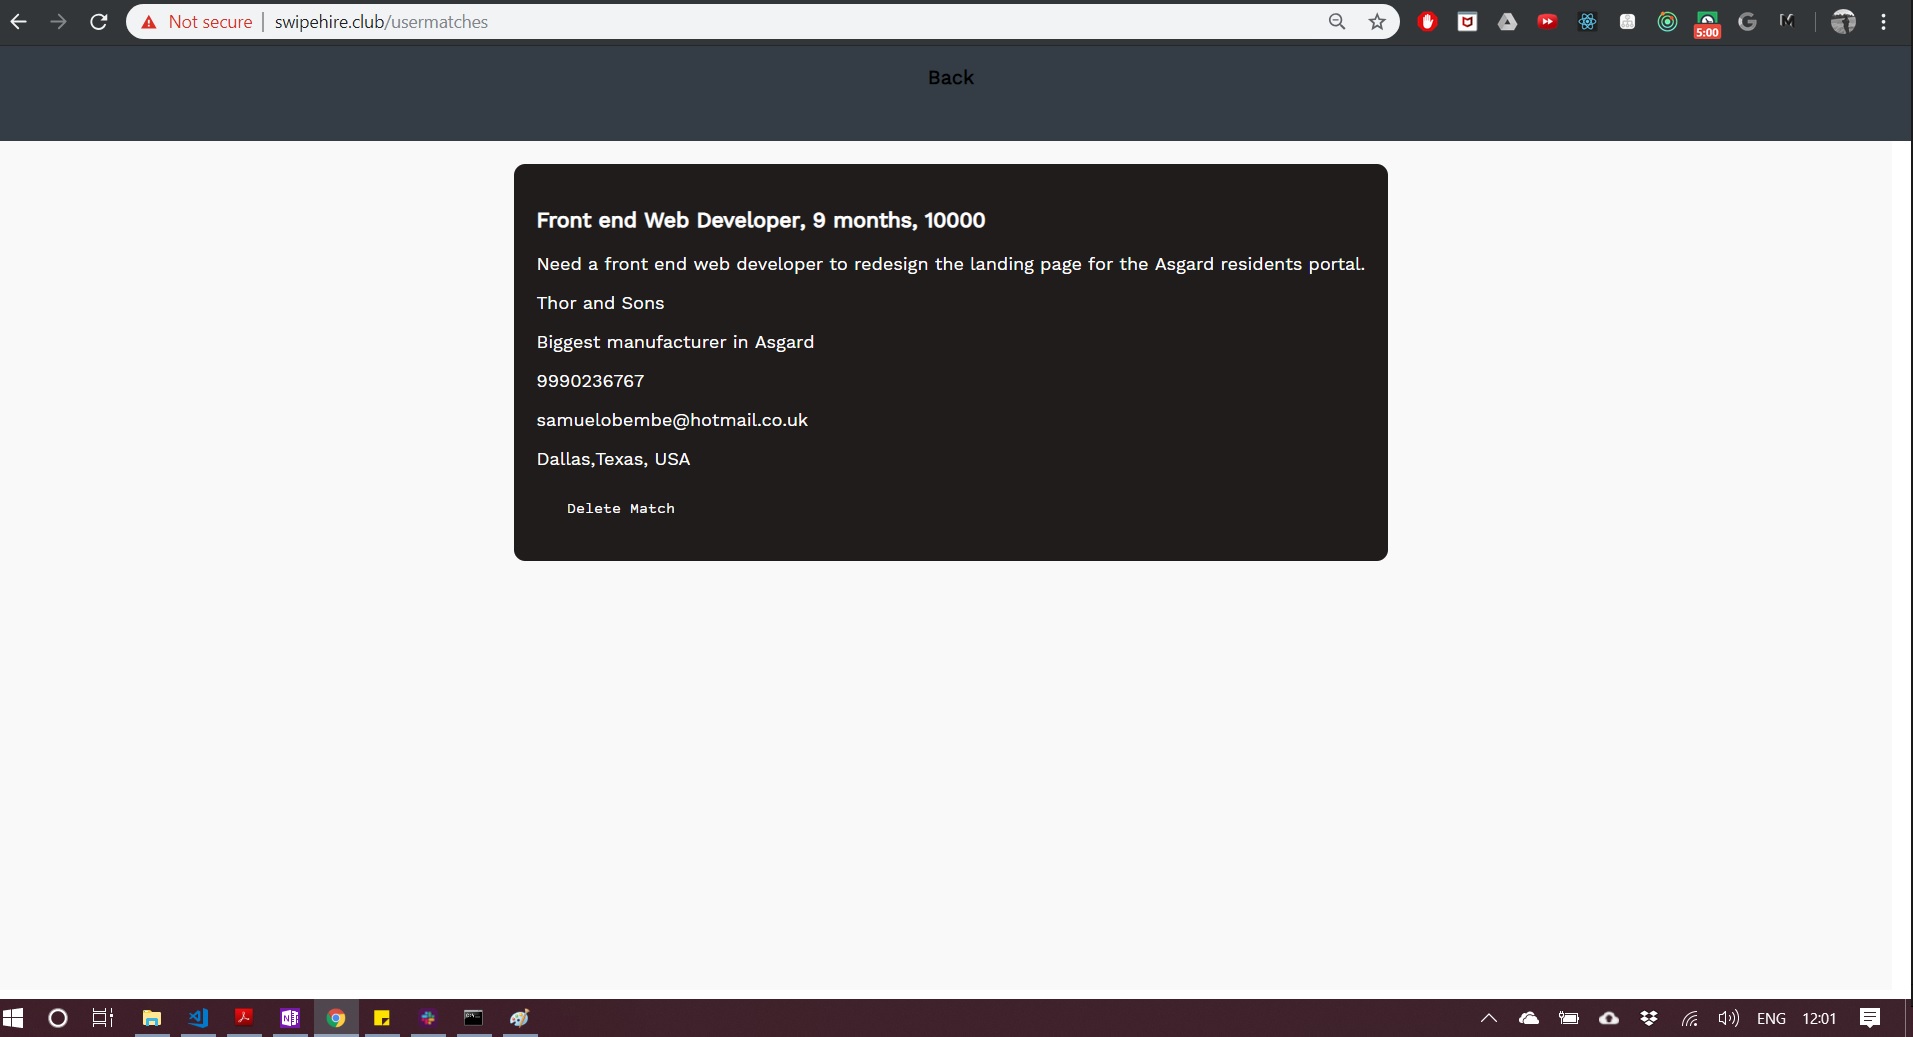 Not secure | swipehire.club/usermatches
5:00
Back
Front end Web Developer, 9 months, 10000
Need a front end web developer to redesign the landing page for the Asgard residents portal.
Thor and Sons
Biggest manufacturer in Asgard
9990236767
samuelobembe@hotmail.co.uk
Dallas,Texas, USA
Delete Match
ENG 12:01